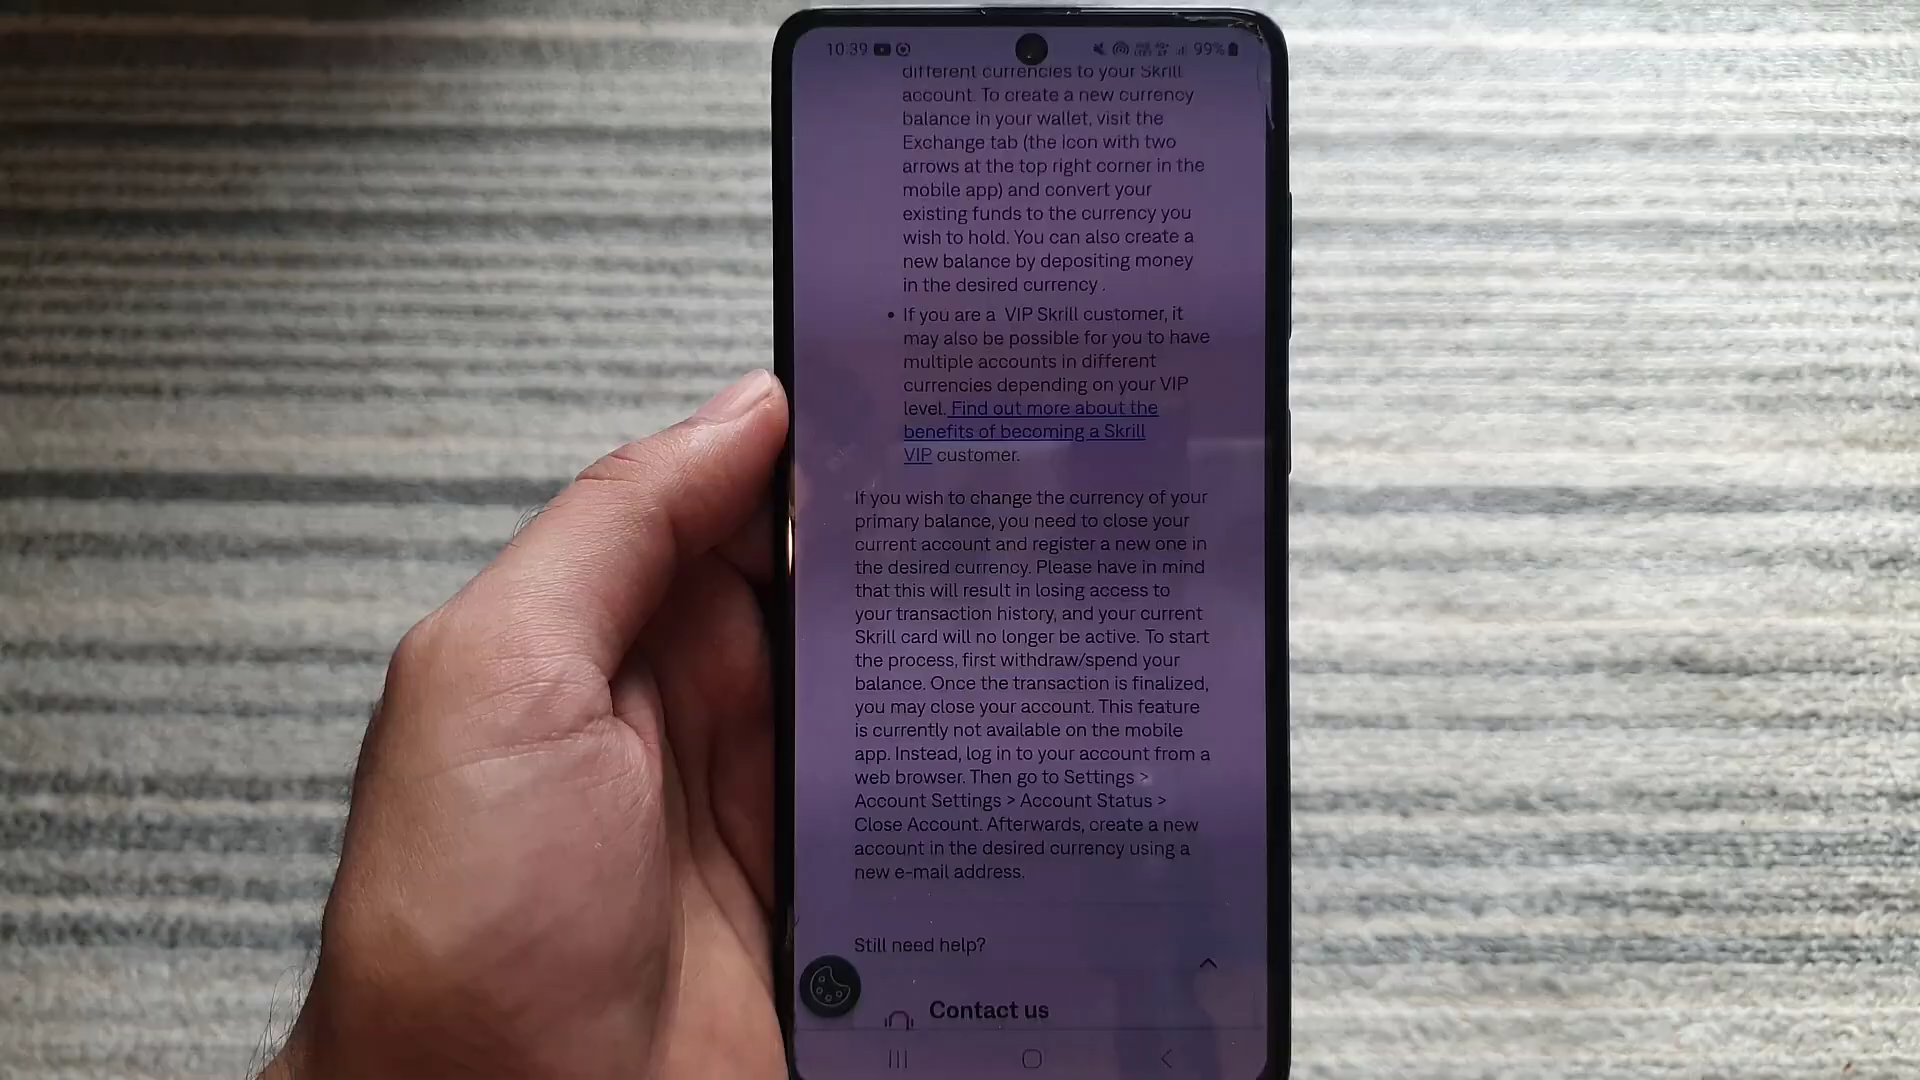 10:39
99%
different currencies to your Skrill
account. To create a new currency
balance in your wallet, visit the
Exchange tab (the icon with two
arrows at the top right corner in the
mobile app) and convert your
existing funds to the currency you
wish to hold. You can also create a
new balance by depositing money
in the desired currency .
• If you are a VIP Skrill customer, it
may also be possible for you to have
multiple accounts in different
currencies depending on your VIP
level. Find out more about the
benefits of becoming a Skrill
VIP customer.
If you wish to change the currency of your
primary balance, you need to close your
current account and register a new one in
the desired currency. Please have in mind
that this will result in losing access to
your transaction history, and your current
Skrill card will no longer be active. To start
the process, first withdraw/spend your
balance. Once the transaction is finalized,
you may close your account. This feature
is currently not available on the mobile
app. Instead, log in to your account from a
web browser. Then go to Settings >
Account Settings > Account Status >
Close Account. Afterwards, create a new
account in the desired currency using a
new e-mail address.
Still need help?
Contact us